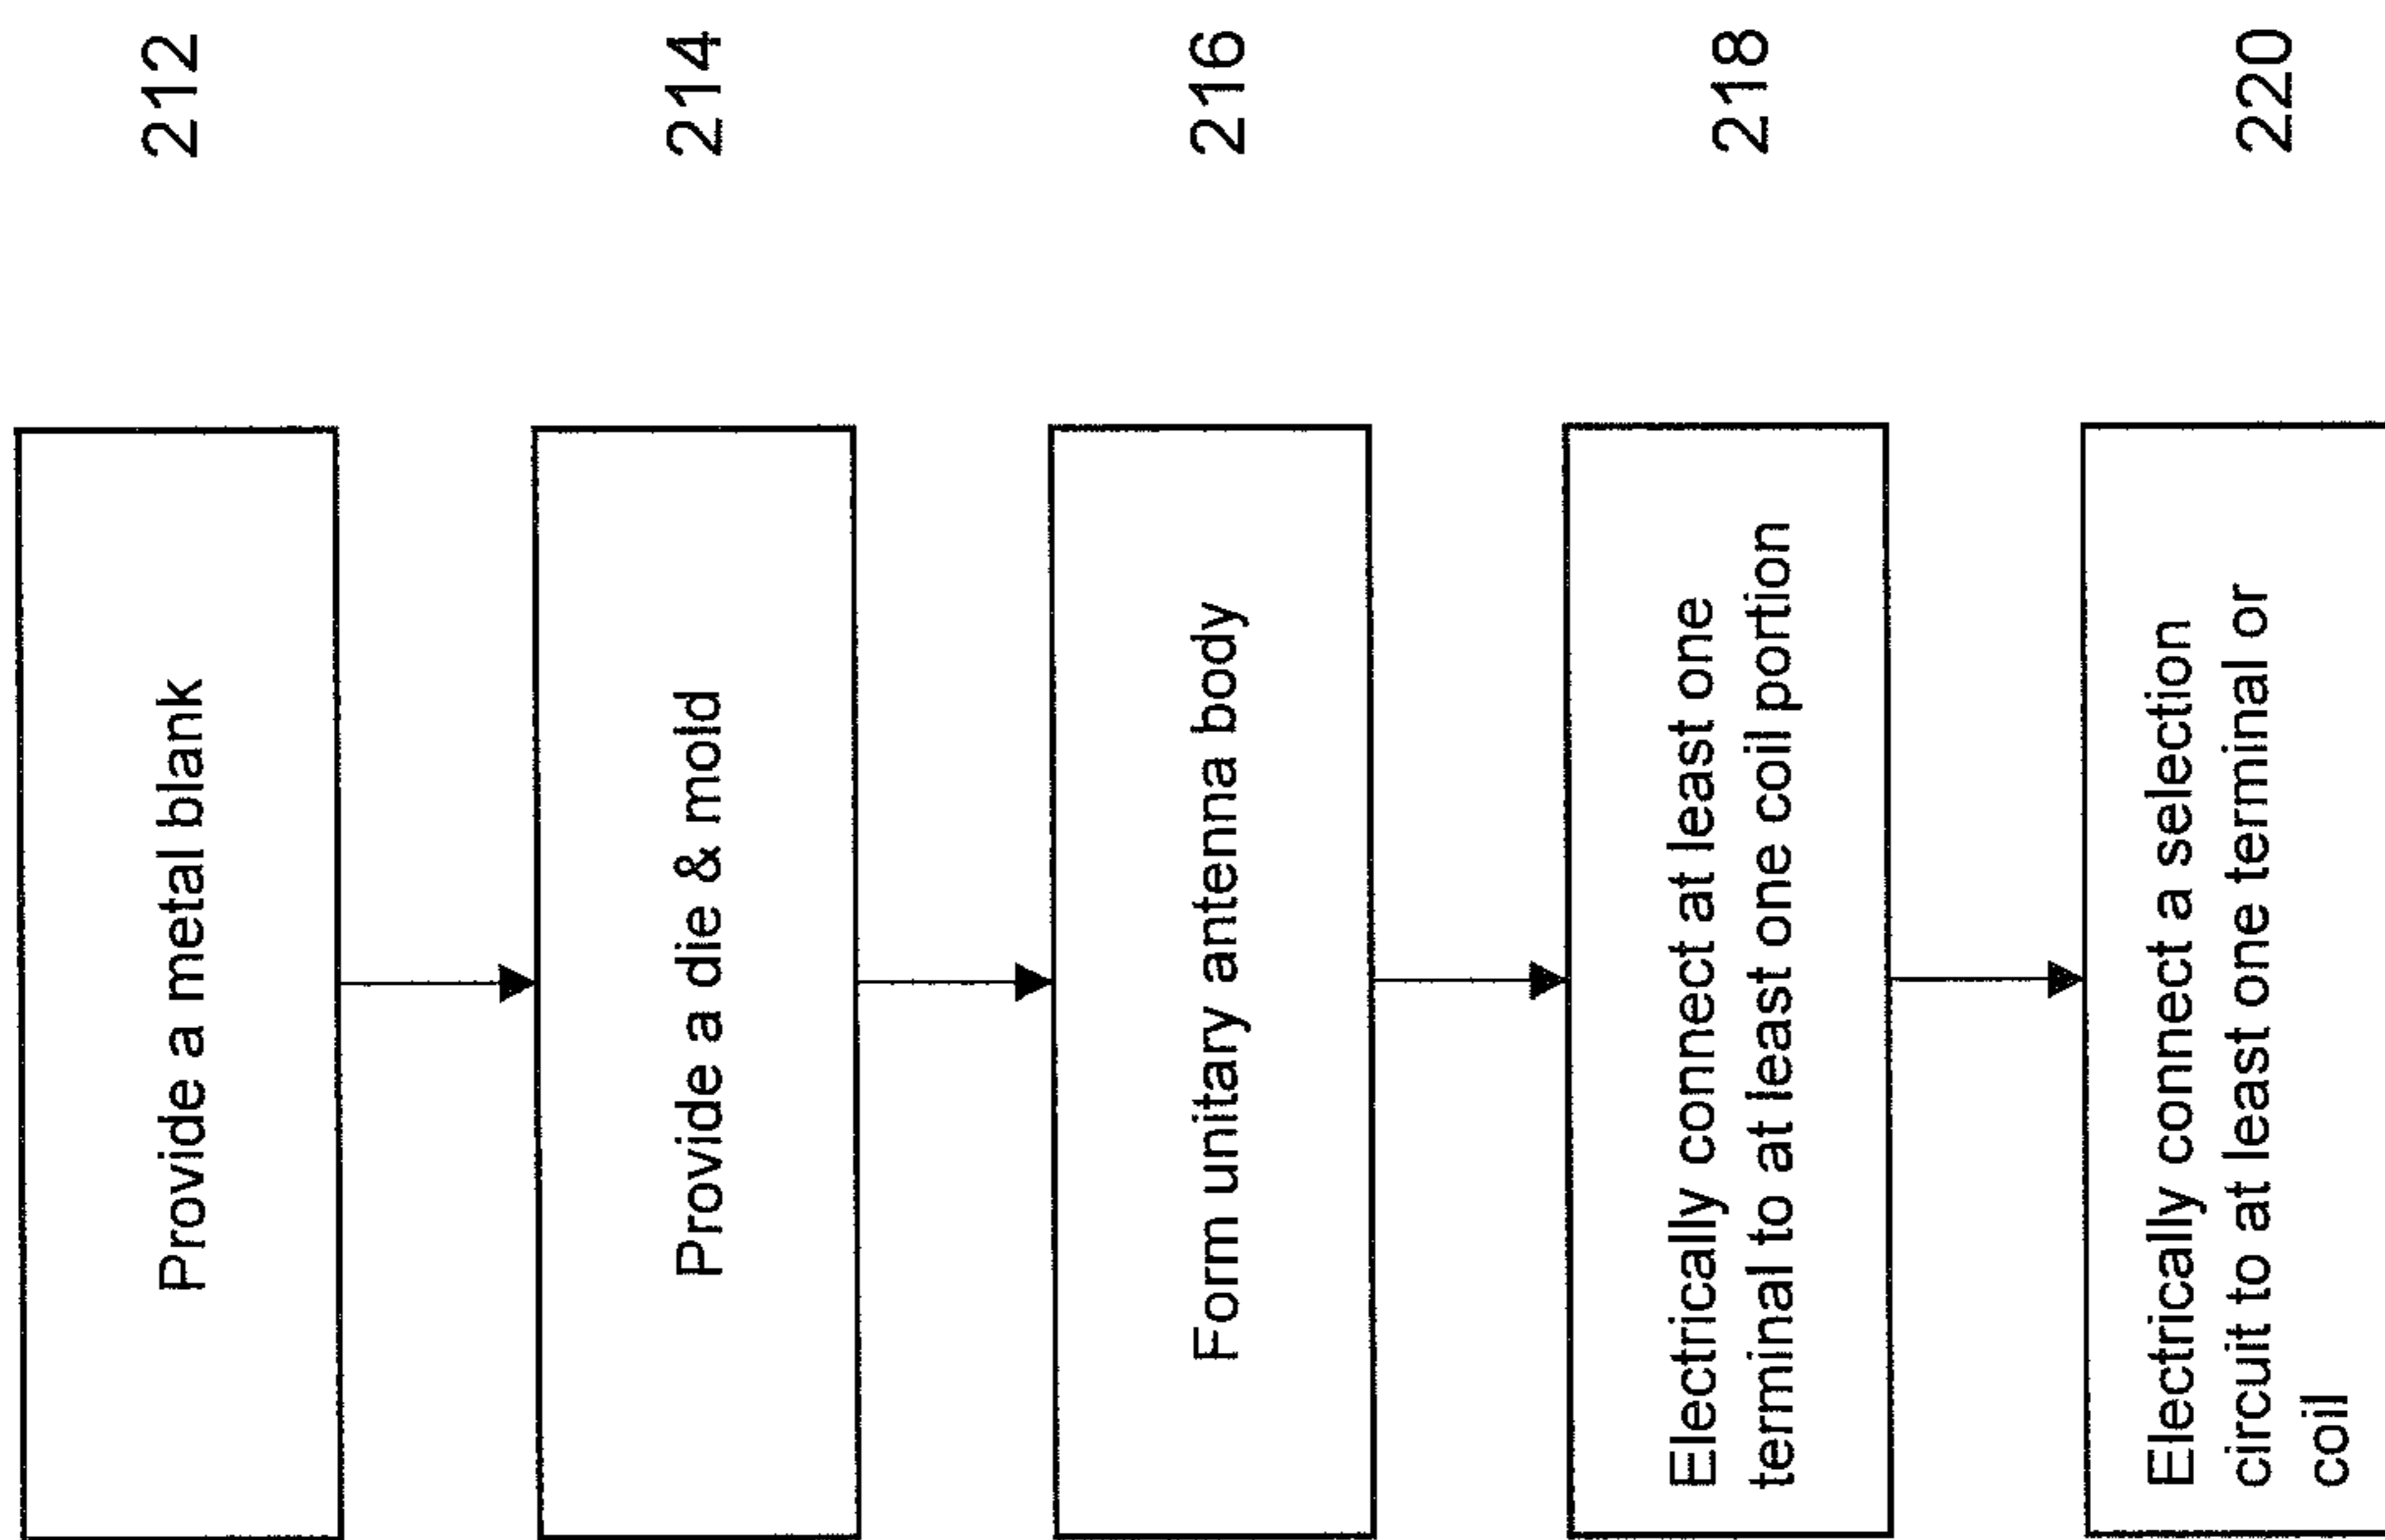 Provide a metal blank
212
Provide a die & mold
214
Form unitary antenna body
216
Electrically connect at least one
terminal to at least one coil portion
218
Electrically connect a selection
circuit to at least one terminal or
coil
220